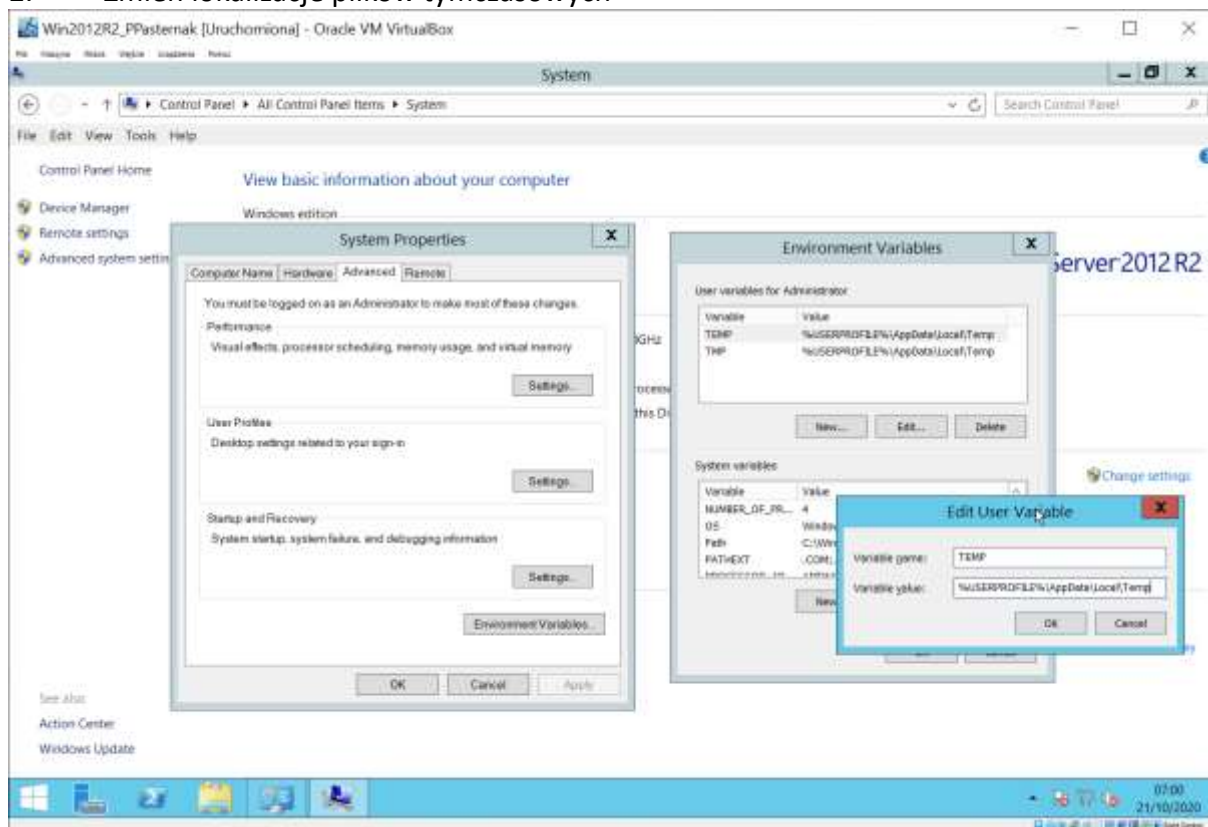 Zmień lokalizację plików tymczasowych
Win2012R2_PPasternak [Uruchomiona] - Oracle VM VirtualBox
System
Control Panel ▸ All Control Panel Items ▸ System
Search Control Panel
File Edit View Tools Help
Control Panel Home
View basic information about your computer
Device Manager
Windows edition
Remote settings
Advanced system settin
Server 2012 R2
System Properties
Computer Name Hardware Advanced Remote
You must be logged on as an Administrator to make most of these changes.
Performance
Visual effects, processor scheduling, memory usage, and virtual memory
Settings...
User Profiles
Desktop settings related to your sign-in
Settings...
Startup and Recovery
System startup, system failure, and debugging information
Settings...
Environment Variables...
OK Cancel Apply
GHz
this Di
Environment Variables
User variables for Administrator
Variable Value
TEMP %USERPROFILE%\AppData\Local\Temp
TMP %USERPROFILE%\AppData\Local\Temp
New... Edit... Delete
System variables
Variable Value
NUMBER_OF_PR... 4
OS Window
Path C:\Win
PATHEXT .COM;.
New
Change settings
Edit User Variable
Variable name: TEMP
Variable value: %USERPROFILE%\AppData\Local\Temp
OK Cancel
See also
Action Center
Windows Update
07:00
21/10/2020